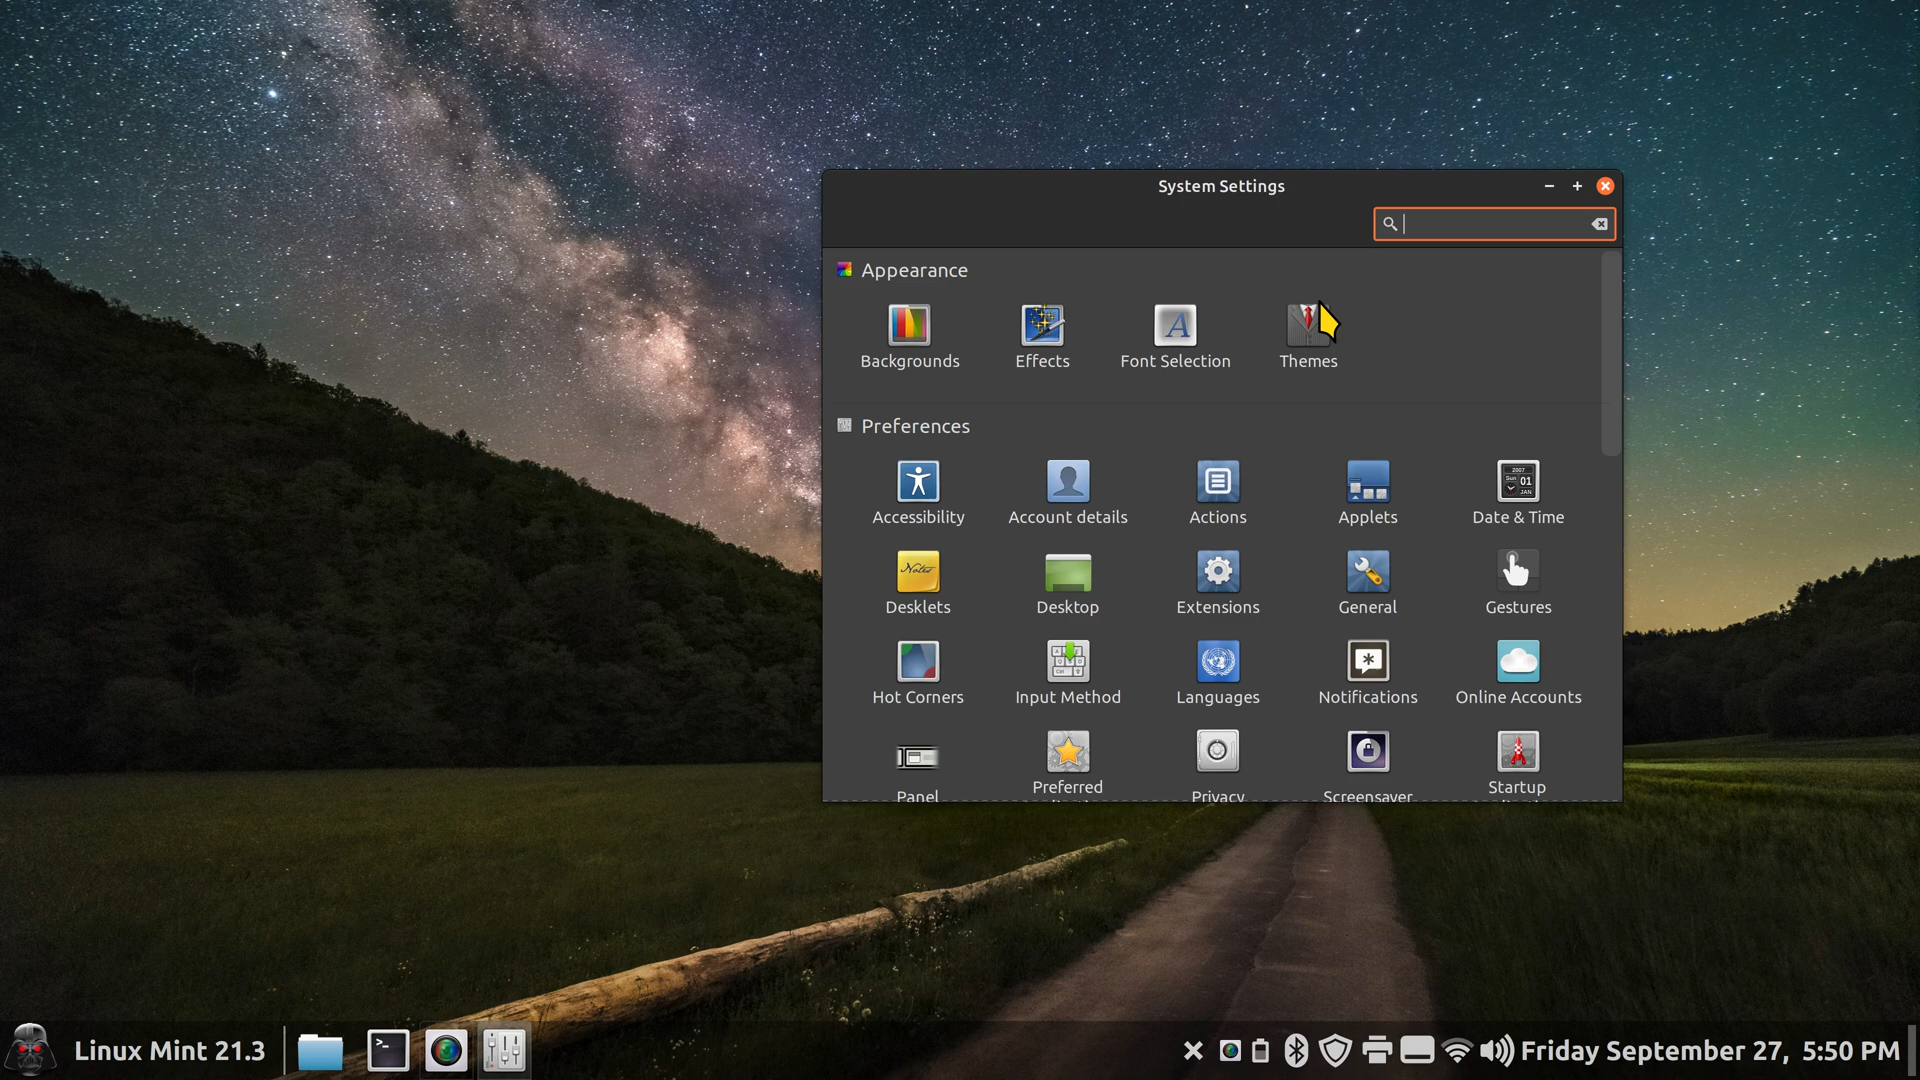 System Settings
Appearance
Backgrounds
Effects
Font Selection
Themes
Preferences
Accessibility
Account details
Actions
Applets
Date & Time
Desklets
Desktop
Extensions
General
Gestures
Hot Corners
Input Method
Languages
Notifications
Online Accounts
Panel
Preferred
Privacy
Screensaver
Startup
Linux Mint 21.3
Friday September 27, 5:50 PM